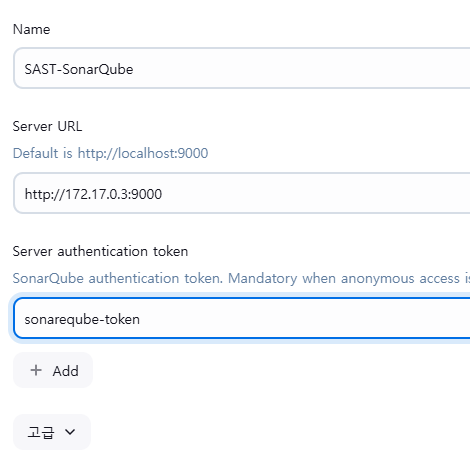 Name
SAST-SonarQube
Server URL
Default is http://localhost:9000
http://172.17.0.3:9000
Server authentication token
SonarQube authentication token. Mandatory when anonymous access is
sonareqube-token
+ Add
고급